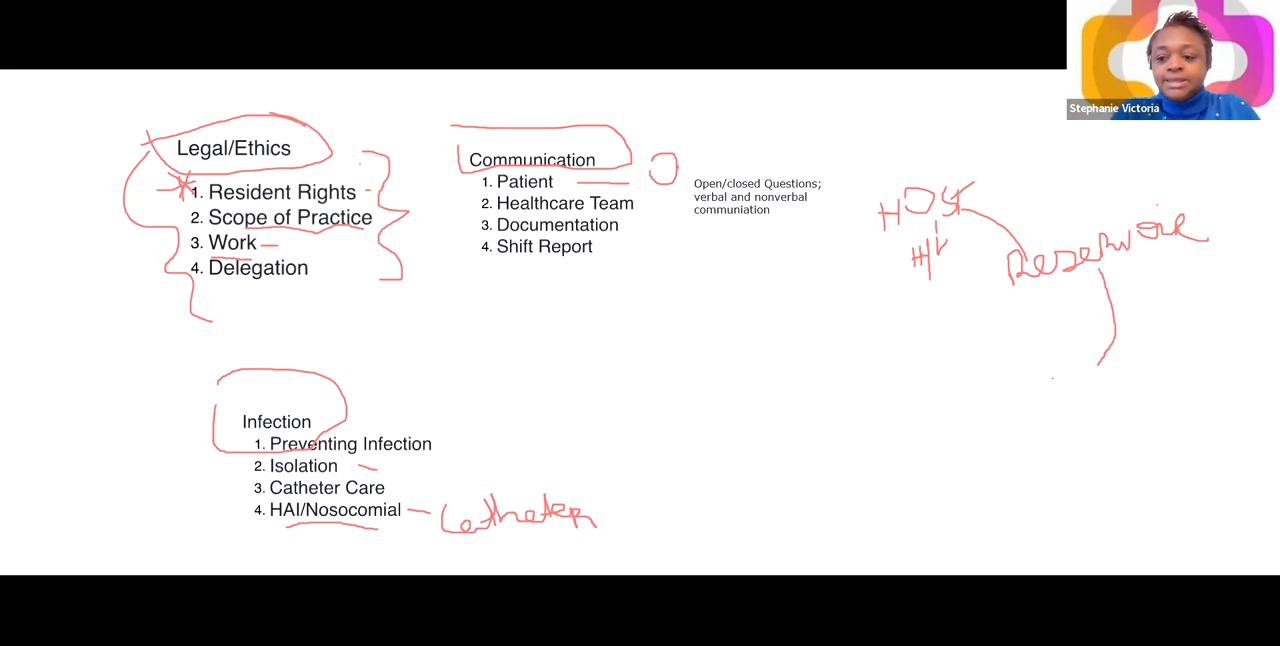 Stephanie Victoria
Legal/Ethics
1. Resident Rights
2. Scope of Practice
3. Work
4. Delegation
Communication
1. Patient
2. Healthcare Team
3. Documentation
4. Shift Report
Open/closed Questions;
verbal and nonverbal
communiation
HOSt
Infection
1. Preventing Infection
2. Isolation
3. Catheter Care
4. HAI/Nosocomial
Catheter